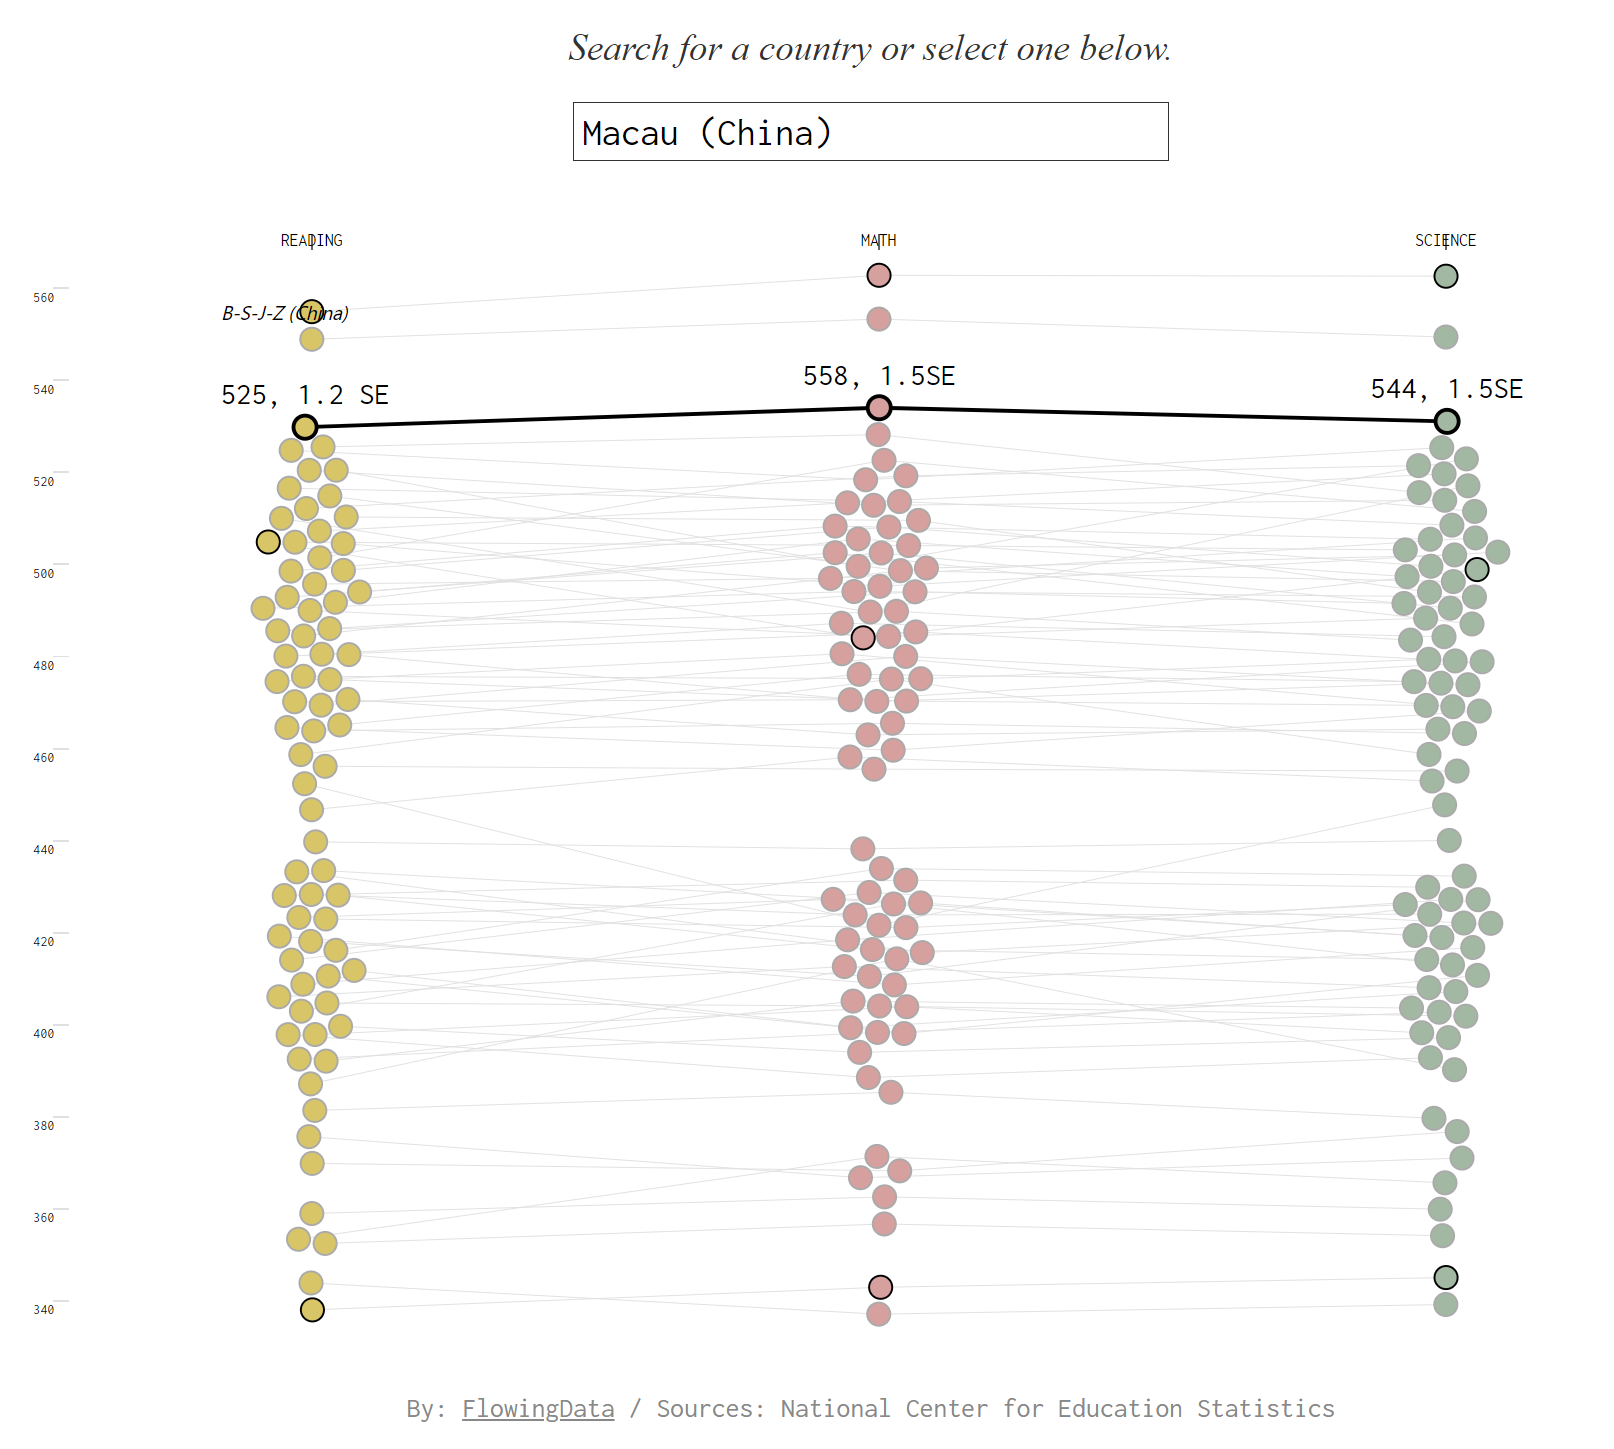 Search for a country or select one below.
Macau (China)
READING
MATH
SCIENCE
560
B-S-J-Z (China)
540
525, 1.2 SE
558, 1.5SE
544, 1.5SE
520
500
480
460
440
420
400
380
360
340
By: FlowingData / Sources: National Center for Education Statistics